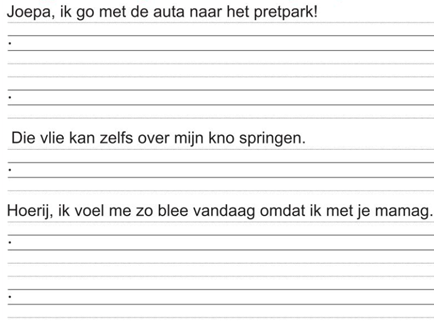 Joepa, ik go met de auta naar het pretpark!
.
.
Die vlie kan zelfs over mijn kno springen.
.
Hoerij, ik voel me zo blee vandaag omdat ik met je mamag.
.
.